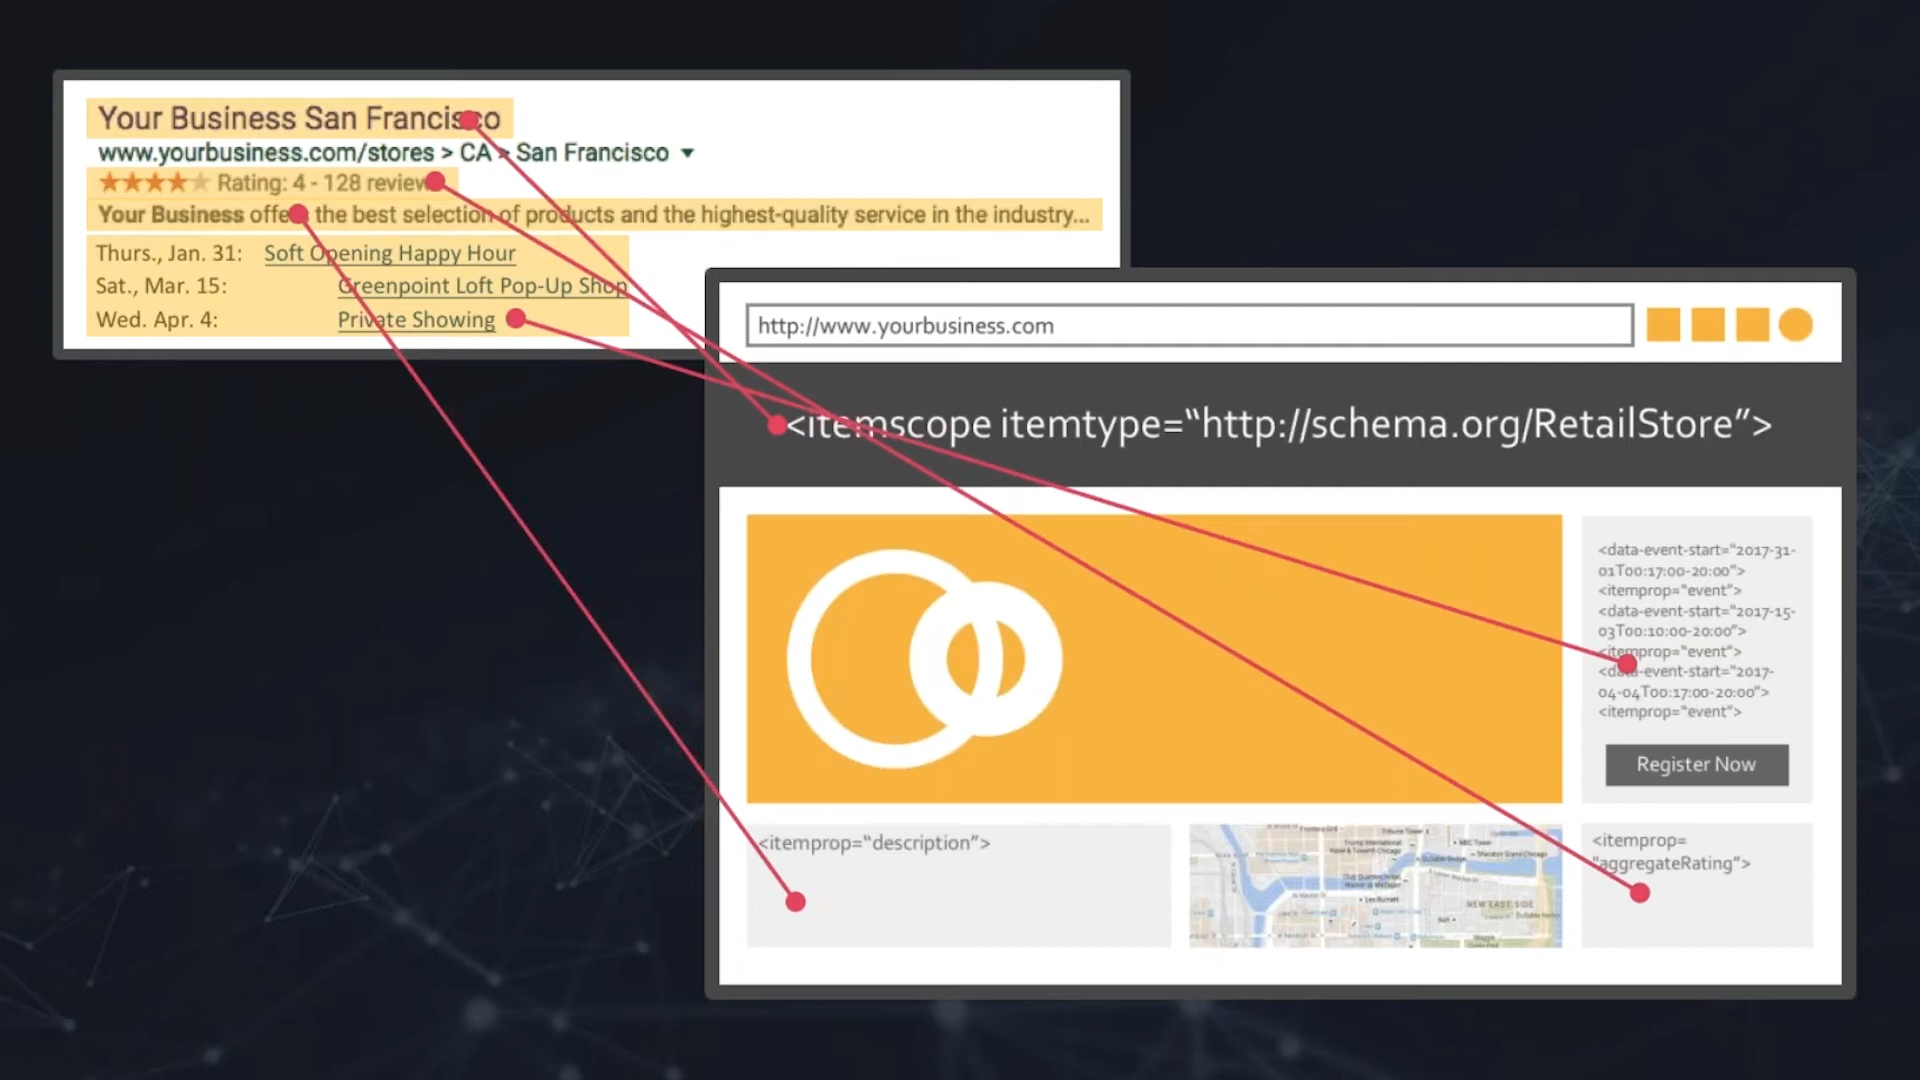 Your Business San Francisco
www.yourbusiness.com/stores > CA > San Francisco
Rating: 4 - 128 review
Your Business offers the best selection of products and the highest-quality service in the industry...
Thurs., Jan. 31: Soft Opening Happy Hour
Sat., Mar. 15: Greenpoint Loft Pop-Up Shop
Wed. Apr. 4: Private Showing
http://www.yourbusiness.com
<itemscope itemtype=“http://schema.org/RetailStore”>
<data-event-start=“2017-31-
01T00:17:00-20:00”>
<itemprop=“event”>
<data-event-start=“2017-15-
03T00:10:00-20:00”>
<itemprop=“event”>
<data-event-start=“2017-
04-04T00:17:00-20:00”>
<itemprop=“event”>
Register Now
<itemprop=“description”>
NEW EAST SIDE
<itemprop=
“aggregateRating”>